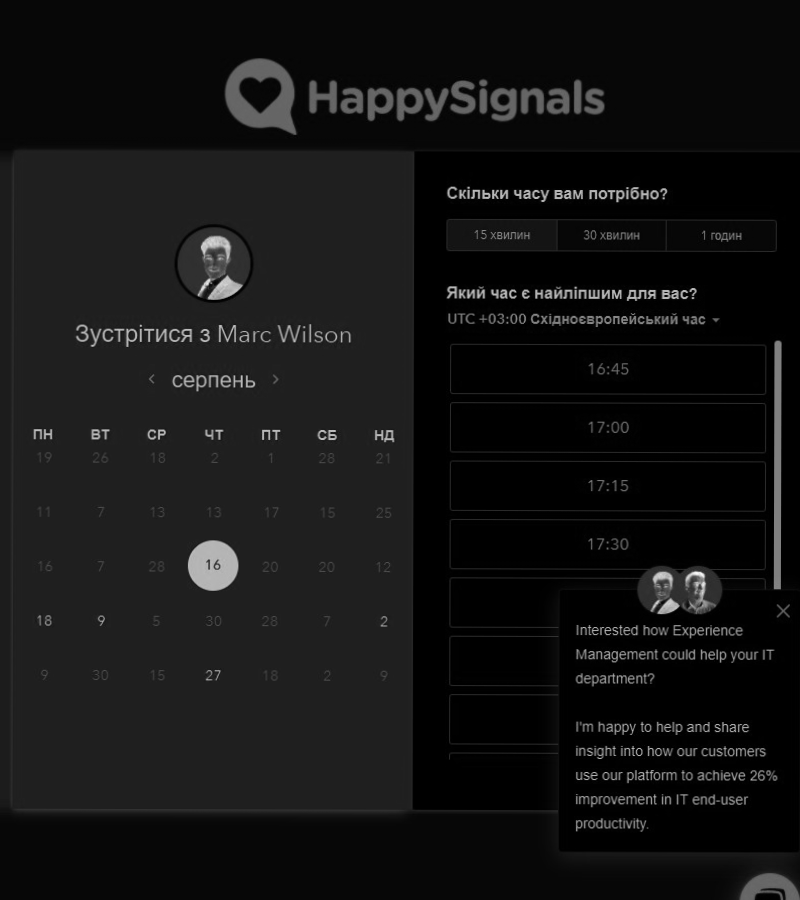 HappySignals
Зустрітися з Marc Wilson
серпень
ПН ВТ СР ЧТ ПТ СБ НД
19 26 18 2 1 28 21
11 7 13 13 17 15 25
16 7 28 16 20 20 12
18 9 5 30 28 7 2
9 30 15 27 18 2 9
Скільки часу вам потрібно?
15 хвилин 30 хвилин 1 годин
Який час є найліпшим для вас?
UTC +03:00 Східноєвропейський час
16:45
17:00
17:15
17:30
Interested how Experience
Management could help your IT
department?
I'm happy to help and share
insight into how our customers
use our platform to achieve 26%
improvement in IT end-user
productivity.